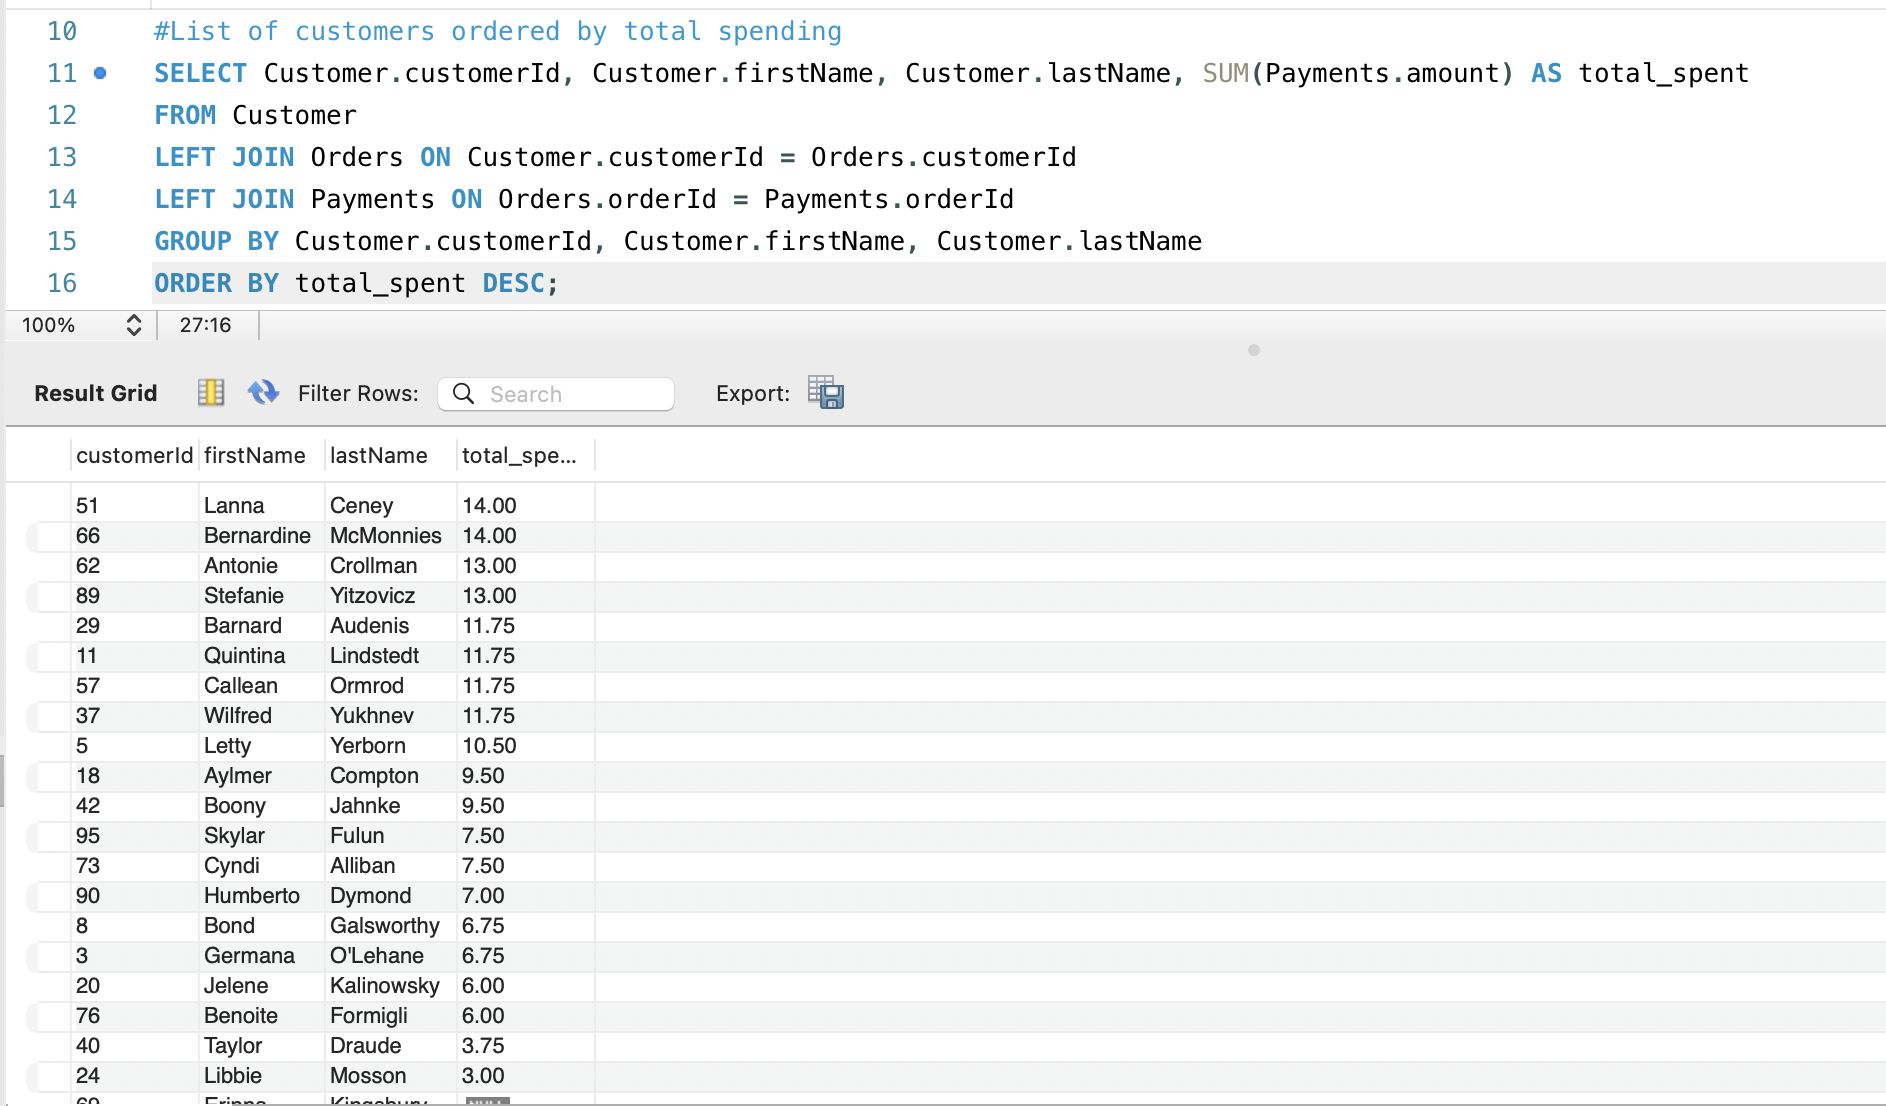 10 #List of customers ordered by total spending
11 SELECT Customer.customerId, Customer.firstName, Customer.lastName, SUM(Payments.amount) AS total_spent
12 FROM Customer
13 LEFT JOIN Orders ON Customer.customerId = Orders.customerId
14 LEFT JOIN Payments ON Orders.orderId = Payments.orderId
15 GROUP BY Customer.customerId, Customer.firstName, Customer.lastName
16 ORDER BY total_spent DESC;
100% 27:16
Result Grid Filter Rows: Search Export:
customerId firstName lastName total_spe...
51 Lanna Ceney 14.00
66 Bernardine McMonnies 14.00
62 Antonie Crollman 13.00
89 Stefanie Yitzovicz 13.00
29 Barnard Audenis 11.75
11 Quintina Lindstedt 11.75
57 Callean Ormrod 11.75
37 Wilfred Yukhnev 11.75
5 Letty Yerborn 10.50
18 Aylmer Compton 9.50
42 Boony Jahnke 9.50
95 Skylar Fulun 7.50
73 Cyndi Alliban 7.50
90 Humberto Dymond 7.00
8 Bond Galsworthy 6.75
3 Germana O'Lehane 6.75
20 Jelene Kalinowsky 6.00
76 Benoite Formigli 6.00
40 Taylor Draude 3.75
24 Libbie Mosson 3.00
Kingsbury NULL